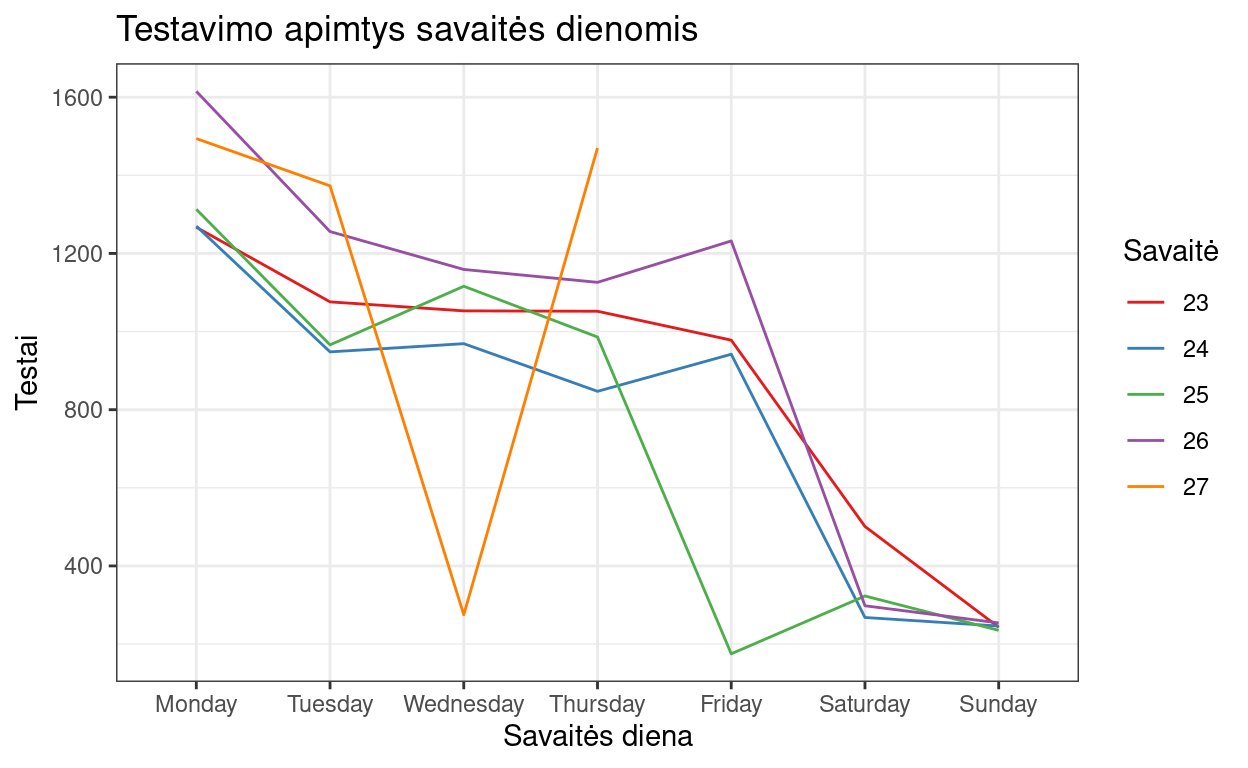 Testavimo apimtys savaitės dienomis
1600
1200
800
400
Testai
Monday
Tuesday
Wednesday
Thursday
Friday
Saturday
Sunday
Savaitės diena
Savaitė
23
24
25
26
27